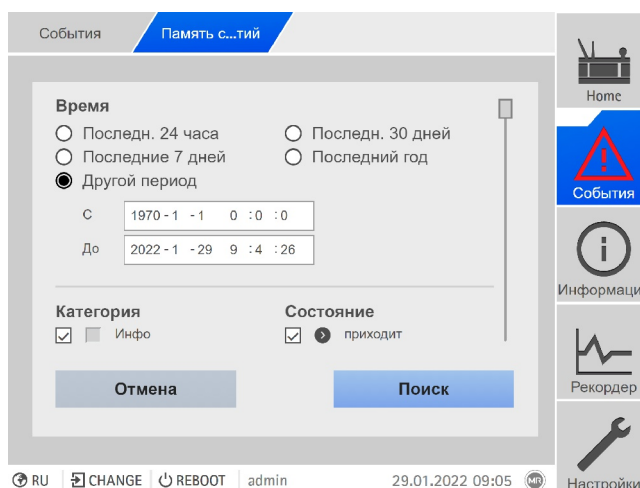 События
Память с...тий
Home
Время
Последн. 24 часа
Последн. 30 дней
Последние 7 дней
Последний год
Другой период
С
1970 - 1 - 1 0 : 0 : 0
До
2022 - 1 - 29 9 : 4 : 26
События
Информаци
Категория
Состояние
Инфо
приходит
Отмена
Поиск
Рекордер
RU CHANGE REBOOT admin 29.01.2022 09:05 MR
Настройки